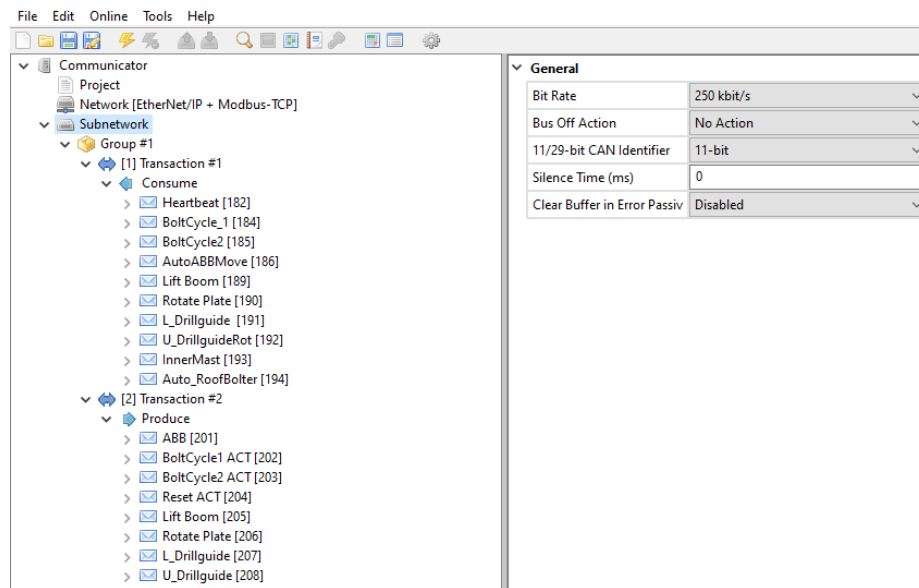 File Edit Online Tools Help
Communicator
Project
Network [EtherNet/IP + Modbus-TCP]
Subnetwork
Group #1
[1] Transaction #1
Consume
Heartbeat [182]
BoltCycle_1 [184]
BoltCycle2 [185]
AutoABBMove [186]
Lift Boom [189]
Rotate Plate [190]
L_Drillguide [191]
U_DrillguideRot [192]
InnerMast [193]
Auto_RoofBolter [194]
[2] Transaction #2
Produce
ABB [201]
BoltCycle1 ACT [202]
BoltCycle2 ACT [203]
Reset ACT [204]
Lift Boom [205]
Rotate Plate [206]
L_Drillguide [207]
U_Drillguide [208]
General
Bit Rate 250 kbit/s
Bus Off Action No Action
11/29-bit CAN Identifier 11-bit
Silence Time (ms) 0
Clear Buffer in Error Passiv Disabled